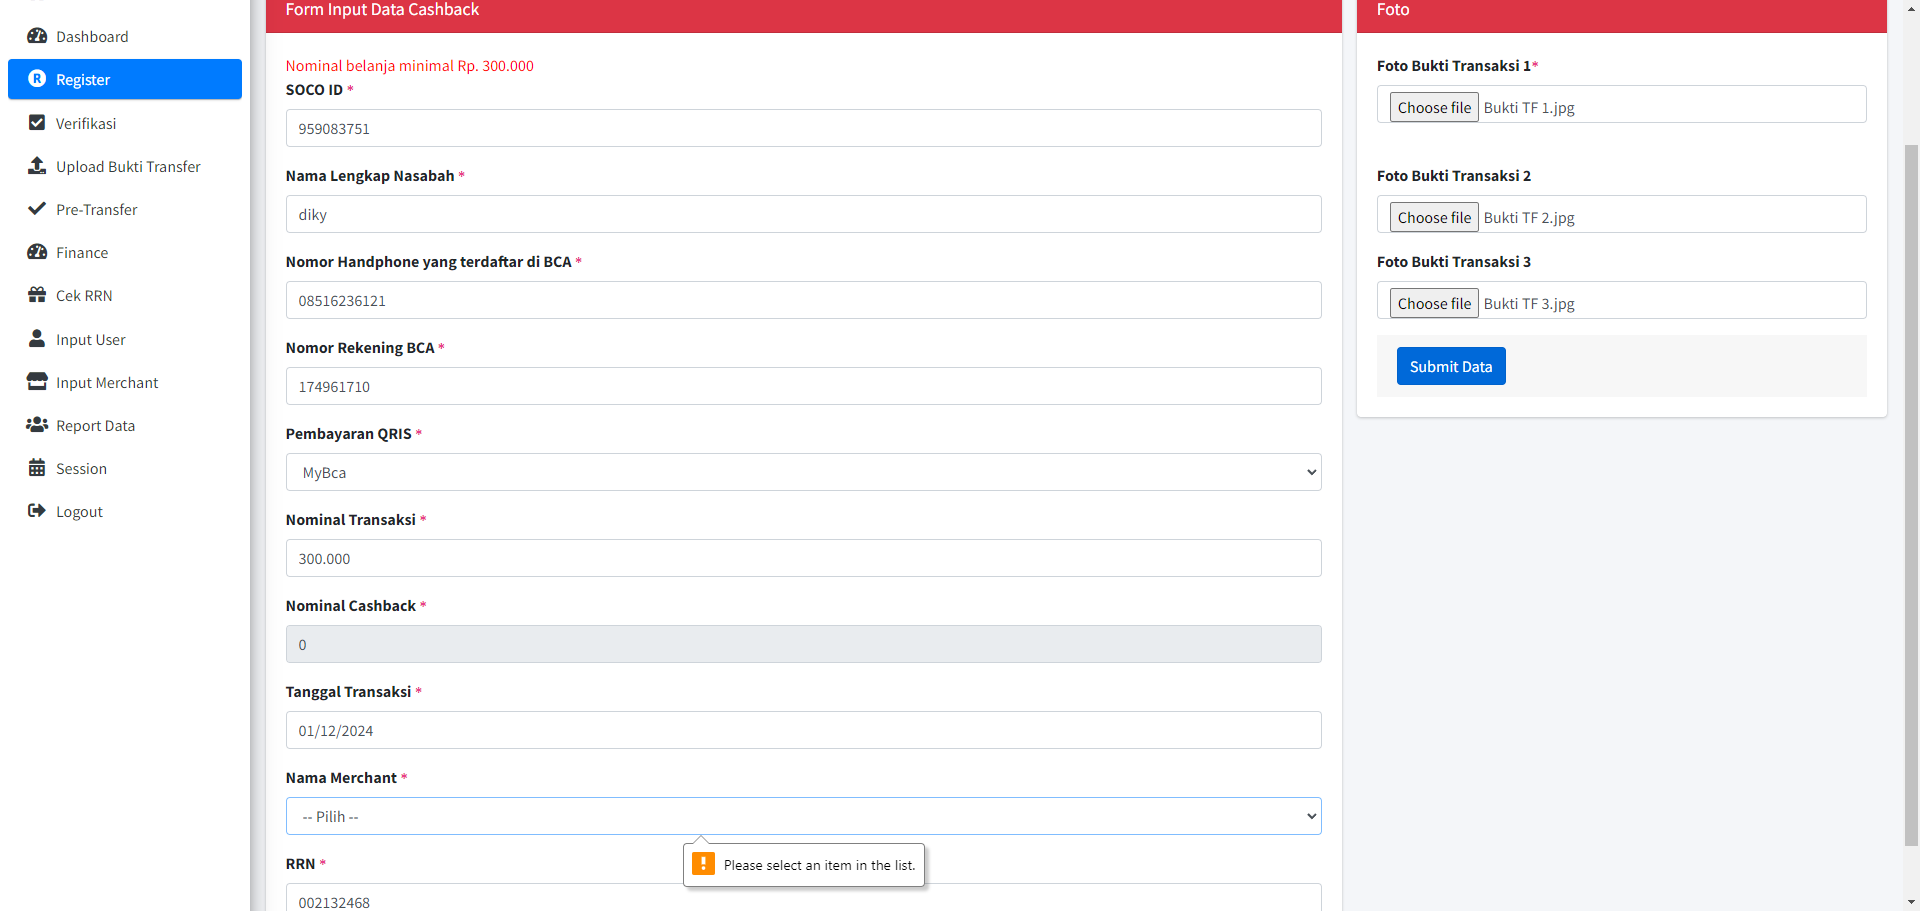 Dashboard
Register
Verifikasi
Upload Bukti Transfer
Pre-Transfer
Finance
Cek RRN
Input User
Input Merchant
Report Data
Session
Logout
Form Input Data Cashback
Nominal belanja minimal Rp. 300.000
SOCO ID *
959083751
Nama Lengkap Nasabah *
diky
Nomor Handphone yang terdaftar di BCA *
08516236121
Nomor Rekening BCA *
174961710
Pembayaran QRIS *
MyBca
Nominal Transaksi *
300.000
Nominal Cashback *
0
Tanggal Transaksi *
01/12/2024
Nama Merchant *
-- Pilih --
Please select an item in the list.
RRN *
002132468
Foto
Foto Bukti Transaksi 1*
Choose file Bukti TF 1.jpg
Foto Bukti Transaksi 2
Choose file Bukti TF 2.jpg
Foto Bukti Transaksi 3
Choose file Bukti TF 3.jpg
Submit Data